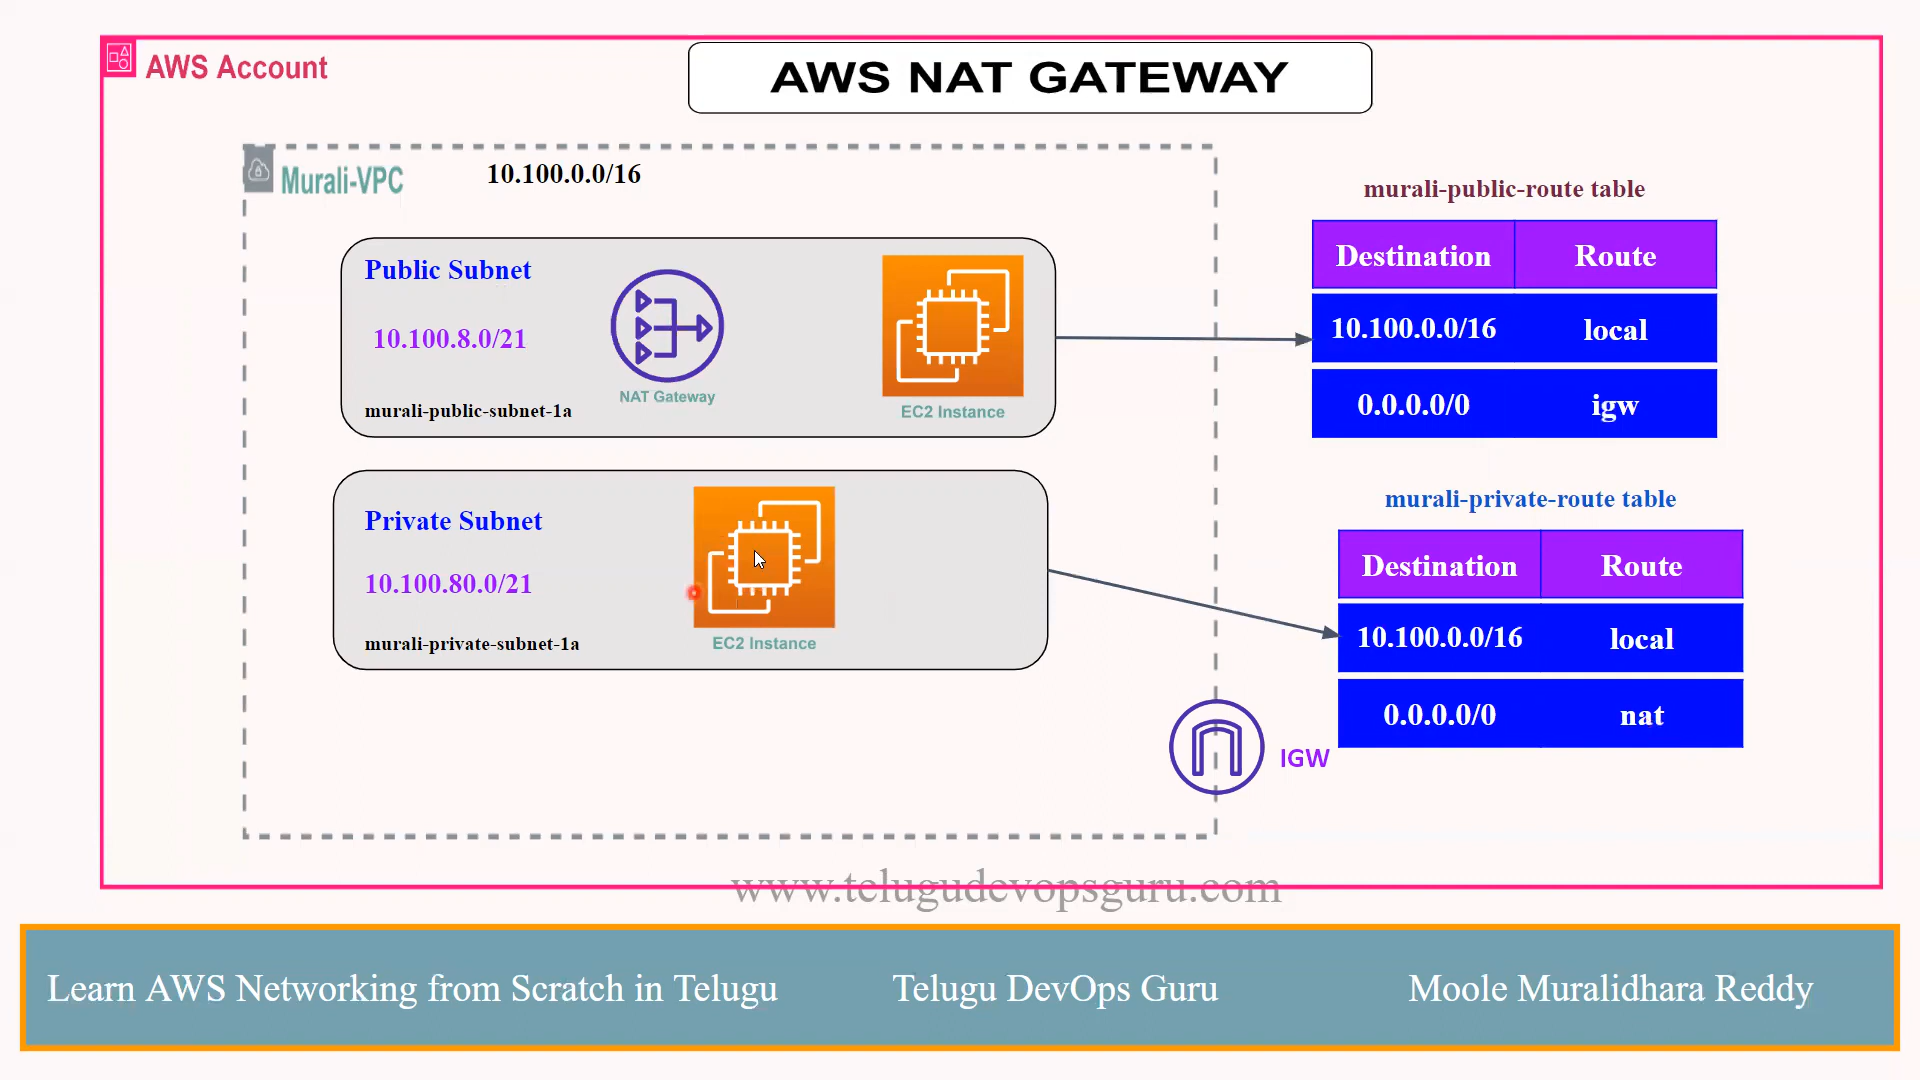 AWS Account
AWS NAT GATEWAY
Murali-VPC
10.100.0.0/16
Public Subnet
10.100.8.0/21
murali-public-subnet-1a
NAT Gateway
EC2 Instance
Private Subnet
10.100.80.0/21
murali-private-subnet-1a
EC2 Instance
murali-public-route table
Destination Route
10.100.0.0/16 local
0.0.0.0/0 igw
murali-private-route table
Destination Route
10.100.0.0/16 local
0.0.0.0/0 nat
IGW
www.telugudevopsguru.com
Learn AWS Networking from Scratch in Telugu
Telugu DevOps Guru
Moole Muralidhara Reddy